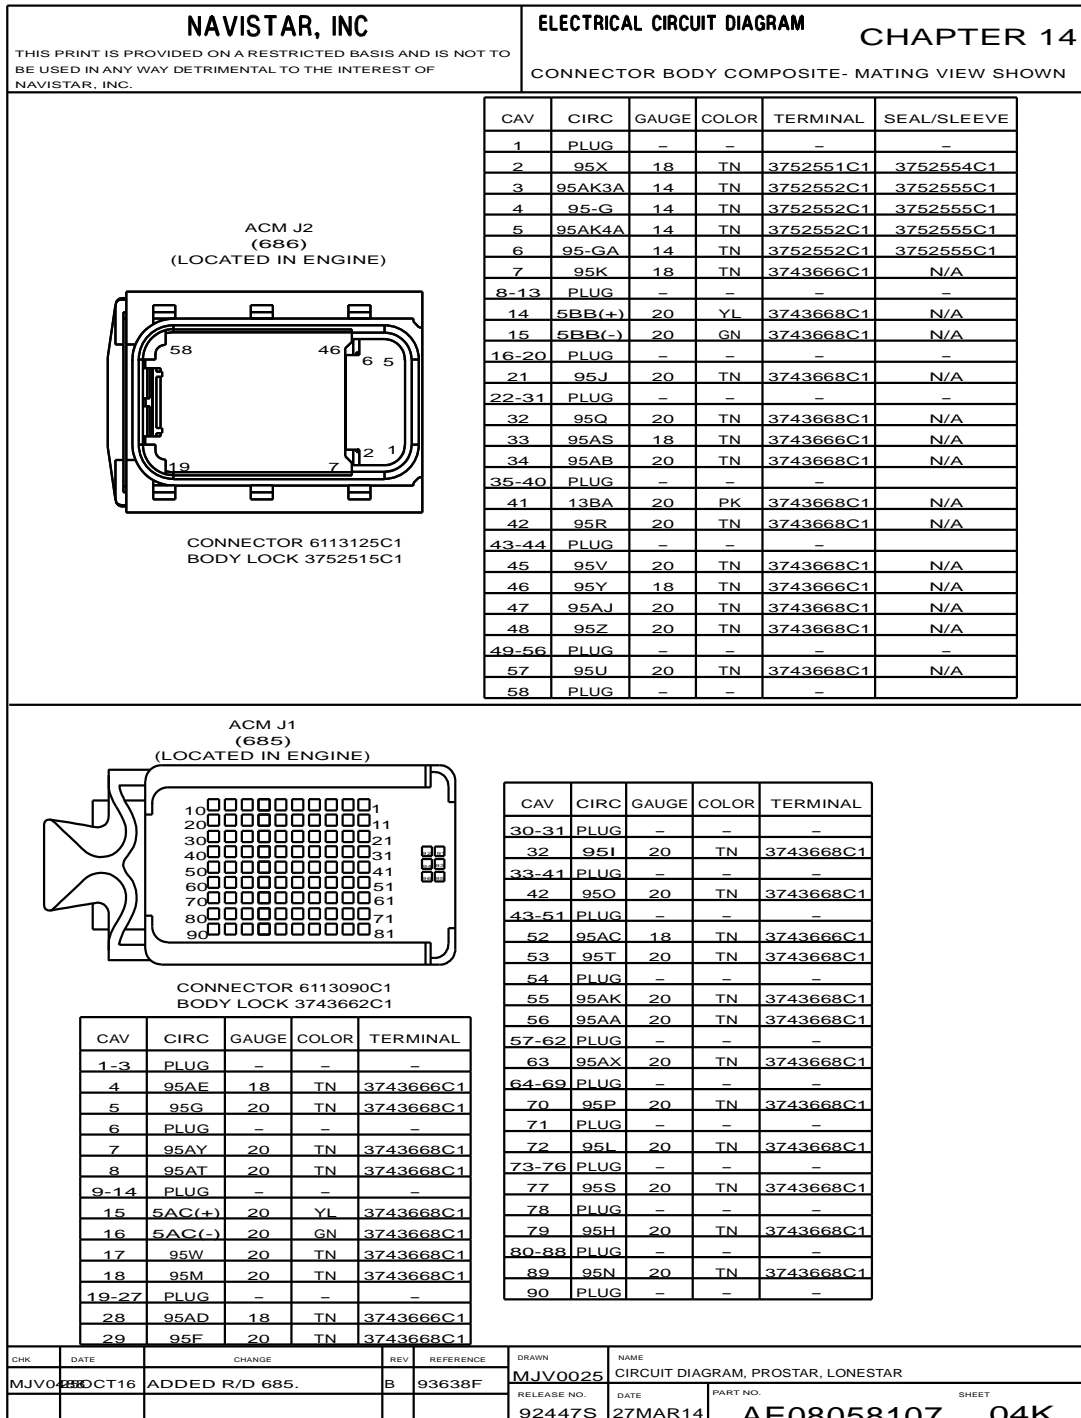 NAVISTAR, INC
THIS PRINT IS PROVIDED ON A RESTRICTED BASIS AND IS NOT TO
BE USED IN ANY WAY DETRIMENTAL TO THE INTEREST OF
NAVISTAR, INC.
ELECTRICAL CIRCUIT DIAGRAM
CHAPTER 14
CONNECTOR BODY COMPOSITE- MATING VIEW SHOWN
ACM J2
(686)
(LOCATED IN ENGINE)
58 46 6 5
19 7 2 1
CONNECTOR 6113125C1
BODY LOCK 3752515C1
CAV CIRC GAUGE COLOR TERMINAL SEAL/SLEEVE
1 PLUG – – – –
2 95X 18 TN 3752551C1 3752554C1
3 95AK3A 14 TN 3752552C1 3752555C1
4 95-G 14 TN 3752552C1 3752555C1
5 95AK4A 14 TN 3752552C1 3752555C1
6 95-GA 14 TN 3752552C1 3752555C1
7 95K 18 TN 3743666C1 N/A
8-13 PLUG – – – –
14 5BB(+) 20 YL 3743668C1 N/A
15 5BB(-) 20 GN 3743668C1 N/A
16-20 PLUG – – – –
21 95J 20 TN 3743668C1 N/A
22-31 PLUG – – – –
32 95Q 20 TN 3743668C1 N/A
33 95AS 18 TN 3743666C1 N/A
34 95AB 20 TN 3743668C1 N/A
35-40 PLUG – – –
41 13BA 20 PK 3743668C1 N/A
42 95R 20 TN 3743668C1 N/A
43-44 PLUG – – –
45 95V 20 TN 3743668C1 N/A
46 95Y 18 TN 3743666C1 N/A
47 95AJ 20 TN 3743668C1 N/A
48 95Z 20 TN 3743668C1 N/A
49-56 PLUG – – – –
57 95U 20 TN 3743668C1 N/A
58 PLUG – – –
ACM J1
(685)
(LOCATED IN ENGINE)
10 1
20 11
30 21
40 31
50 41
60 51
70 61
80 71
90 81
CONNECTOR 6113090C1
BODY LOCK 3743662C1
CAV CIRC GAUGE COLOR TERMINAL
1-3 PLUG – – –
4 95AE 18 TN 3743666C1
5 95G 20 TN 3743668C1
6 PLUG – – –
7 95AY 20 TN 3743668C1
8 95AT 20 TN 3743668C1
9-14 PLUG – – –
15 5AC(+) 20 YL 3743668C1
16 5AC(-) 20 GN 3743668C1
17 95W 20 TN 3743668C1
18 95M 20 TN 3743668C1
19-27 PLUG – – –
28 95AD 18 TN 3743666C1
29 95F 20 TN 3743668C1
CAV CIRC GAUGE COLOR TERMINAL
30-31 PLUG – – –
32 95I 20 TN 3743668C1
33-41 PLUG – – –
42 95O 20 TN 3743668C1
43-51 PLUG – – –
52 95AC 18 TN 3743666C1
53 95T 20 TN 3743668C1
54 PLUG – – –
55 95AK 20 TN 3743668C1
56 95AA 20 TN 3743668C1
57-62 PLUG – – –
63 95AX 20 TN 3743668C1
64-69 PLUG – – –
70 95P 20 TN 3743668C1
71 PLUG – – –
72 95L 20 TN 3743668C1
73-76 PLUG – – –
77 95S 20 TN 3743668C1
78 PLUG – – –
79 95H 20 TN 3743668C1
80-88 PLUG – – –
89 95N 20 TN 3743668C1
90 PLUG – – –
CHK DATE CHANGE REV REFERENCE
ADDED R/D 685. B 93638F
DRAWN NAME
MJV0025 CIRCUIT DIAGRAM, PROSTAR, LONESTAR
RELEASE NO. DATE PART NO. SHEET
92447S 27MAR14 AE08058107 04K